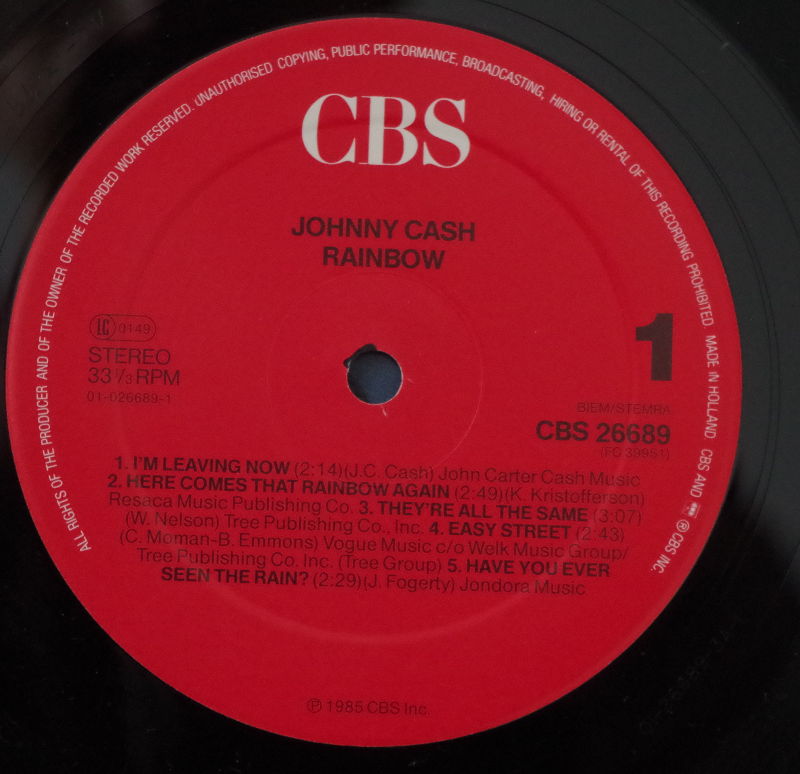 ALL RIGHTS OF THE PRODUCER AND OF THE OWNER OF THE RECORDED WORK RESERVED. UNAUTHORISED COPYING, PUBLIC PERFORMANCE, BROADCASTING, HIRING OR RENTAL OF THIS RECORDING PROHIBITED. MADE IN HOLLAND. CBS AND ® CBS INC.
CBS
JOHNNY CASH
RAINBOW
LC 0149
STEREO
33 1/3 RPM
01-026689-1
1
BIEM/STEMRA
CBS 26689
(FC 39951)
1. I'M LEAVING NOW (2:14)(J.C. Cash) John Carter Cash Music
2. HERE COMES THAT RAINBOW AGAIN (2:49)(K. Kristofferson)
Resaca Music Publishing Co. 3. THEY'RE ALL THE SAME (3:07)
(W. Nelson) Tree Publishing Co., Inc. 4. EASY STREET (2:43)
(C. Moman-B. Emmons) Vogue Music c/o Welk Music Group/
Tree Publishing Co. Inc. (Tree Group) 5. HAVE YOU EVER
SEEN THE RAIN? (2:29)(J. Fogerty) Jondora Music
℗ 1985 CBS Inc.